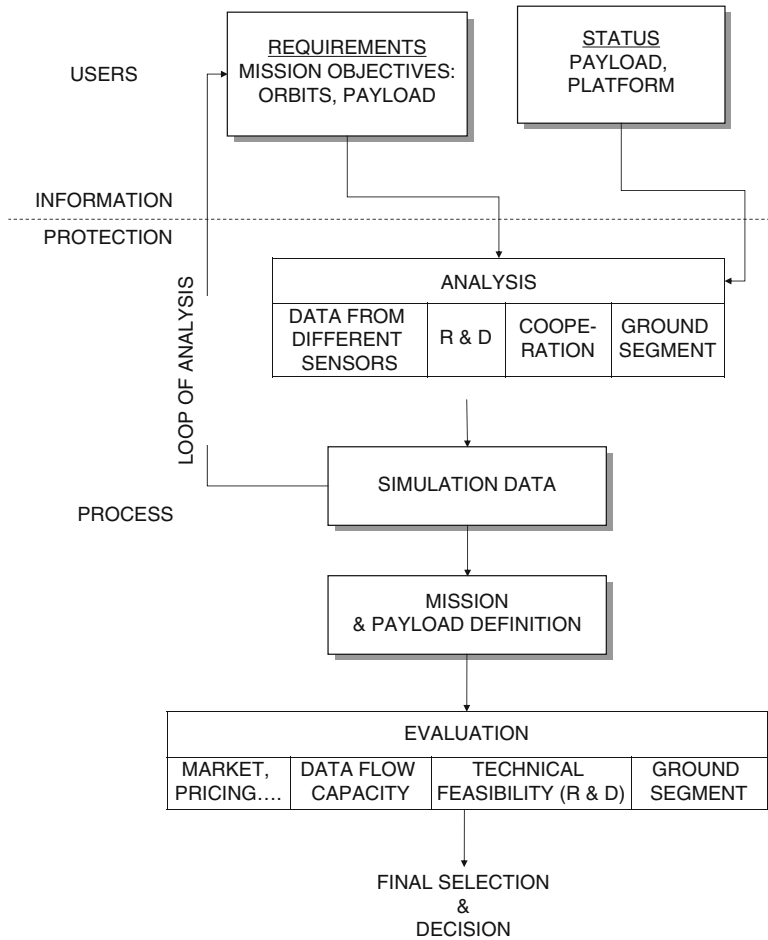 REQUIREMENTS
MISSION OBJECTIVES:
ORBITS, PAYLOAD
STATUS
PAYLOAD,
PLATFORM
USERS
INFORMATION
PROTECTION
ANALYSIS
DATA FROM
DIFFERENT
SENSORS
R & D
COOPE-
RATION
GROUND
SEGMENT
LOOP OF ANALYSIS
SIMULATION DATA
PROCESS
MISSION
& PAYLOAD DEFINITION
EVALUATION
MARKET,
PRICING....
DATA FLOW
CAPACITY
TECHNICAL
FEASIBILITY (R & D)
GROUND
SEGMENT
FINAL SELECTION
&
DECISION